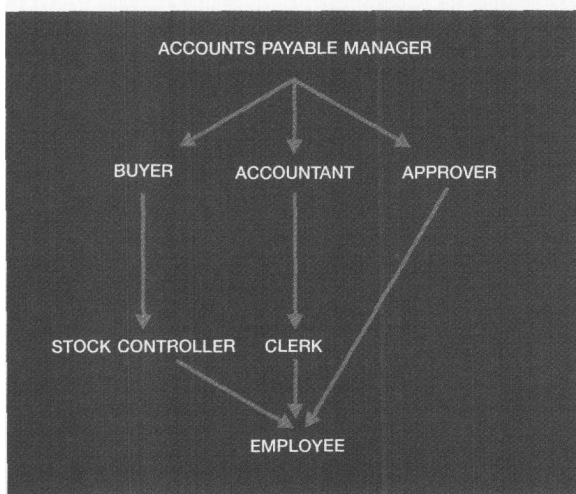 ACCOUNTS PAYABLE MANAGER
BUYER ACCOUNTANT APPROVER
STOCK CONTROLLER CLERK
EMPLOYEE